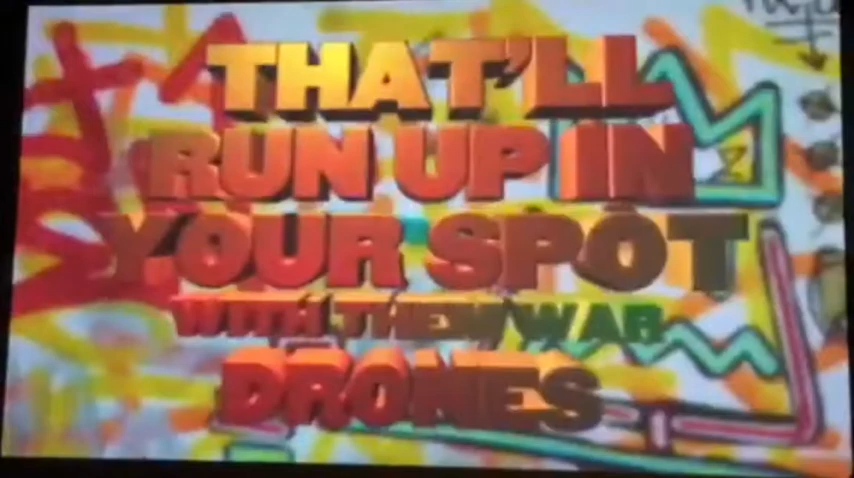 THAT'LL
RUN UP IN
YOUR SPOT
WITH THEM WAR
DRONES